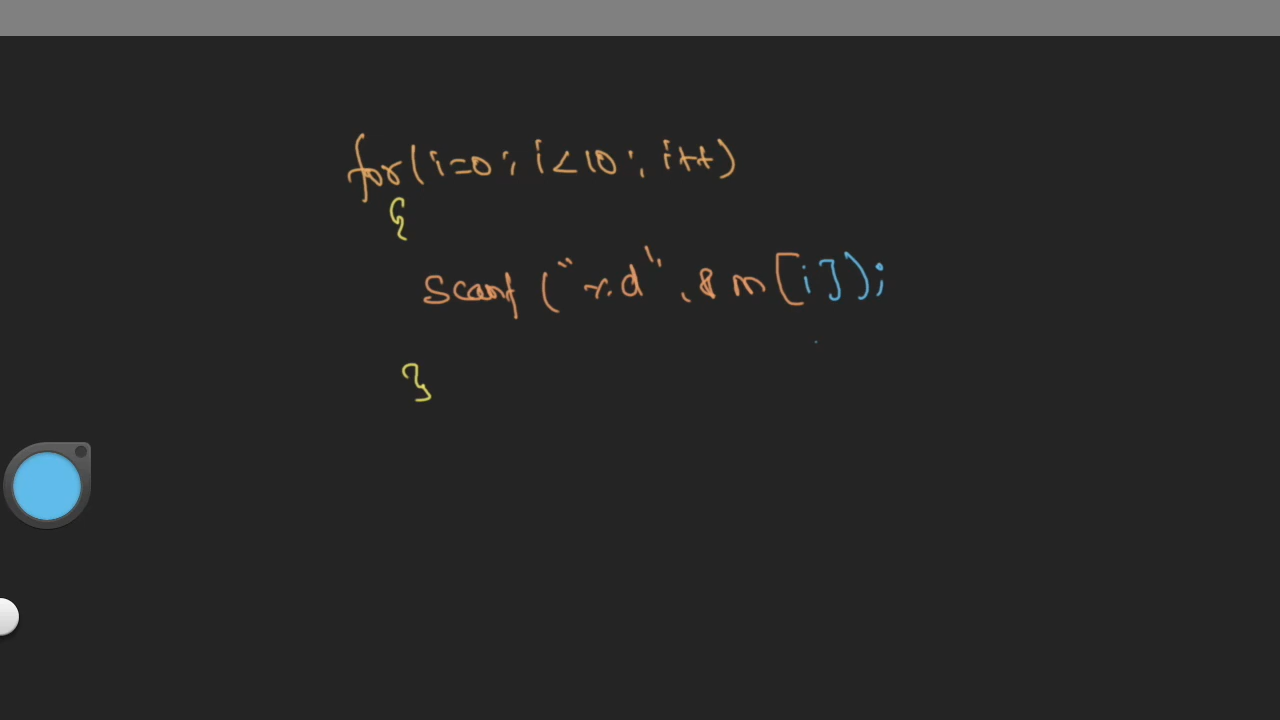 for(i=0; i<10; i++)
{
scanf("%d", &m[i]);
}